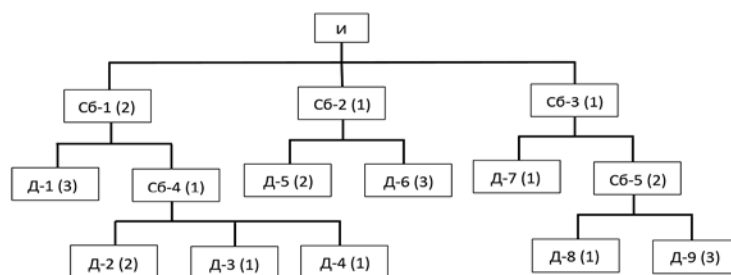 и
Сб-1 (2)
Сб-2 (1)
Сб-3 (1)
Д-1 (3)
Сб-4 (1)
Д-5 (2)
Д-6 (3)
Д-7 (1)
Сб-5 (2)
Д-2 (2)
Д-3 (1)
Д-4 (1)
Д-8 (1)
Д-9 (3)